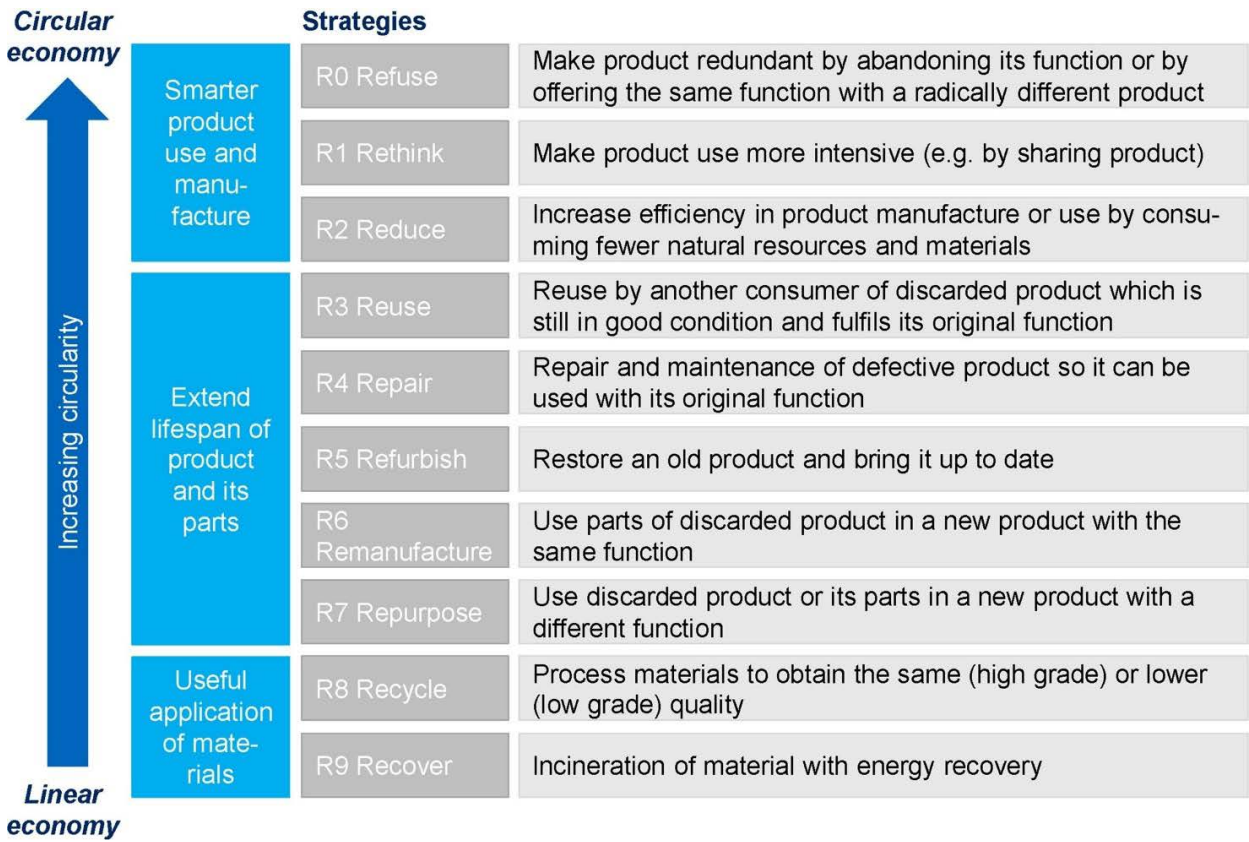 Circular
economy
Strategies
Increasing circularity
Smarter
product
use and
manu-
facture
R0 Refuse
Make product redundant by abandoning its function or by
offering the same function with a radically different product
R1 Rethink
Make product use more intensive (e.g. by sharing product)
R2 Reduce
Increase efficiency in product manufacture or use by consu-
ming fewer natural resources and materials
Extend
lifespan of
product
and its
parts
R3 Reuse
Reuse by another consumer of discarded product which is
still in good condition and fulfils its original function
R4 Repair
Repair and maintenance of defective product so it can be
used with its original function
R5 Refurbish
Restore an old product and bring it up to date
R6
Remanufacture
Use parts of discarded product in a new product with the
same function
R7 Repurpose
Use discarded product or its parts in a new product with a
different function
Useful
application
of mate-
rials
R8 Recycle
Process materials to obtain the same (high grade) or lower
(low grade) quality
R9 Recover
Incineration of material with energy recovery
Linear
economy